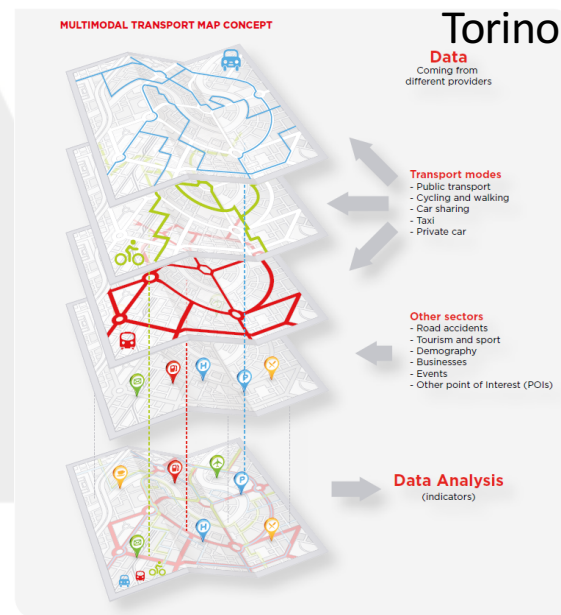 MULTIMODAL TRANSPORT MAP CONCEPT
Torino
Data
Coming from
different providers
Transport modes
- Public transport
- Cycling and walking
- Car sharing
- Taxi
- Private car
Other sectors
- Road accidents
- Tourism and sport
- Demography
- Businesses
- Events
- Other point of Interest (POIs)
H
P
P
H
Data Analysis
(indicators)